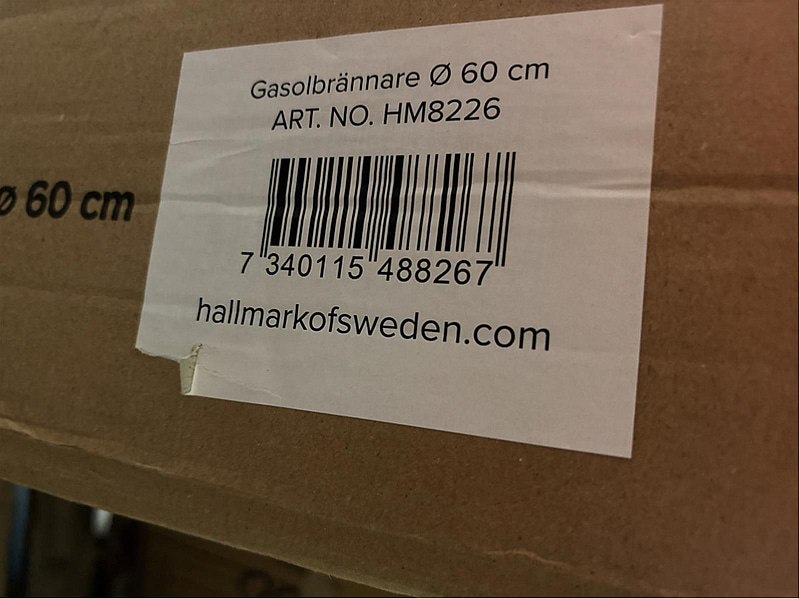 Gasolbrännare Ø 60 cm
ART. NO. HM8226
ø 60 cm
7 340115 488267
hallmarkofsweden.com